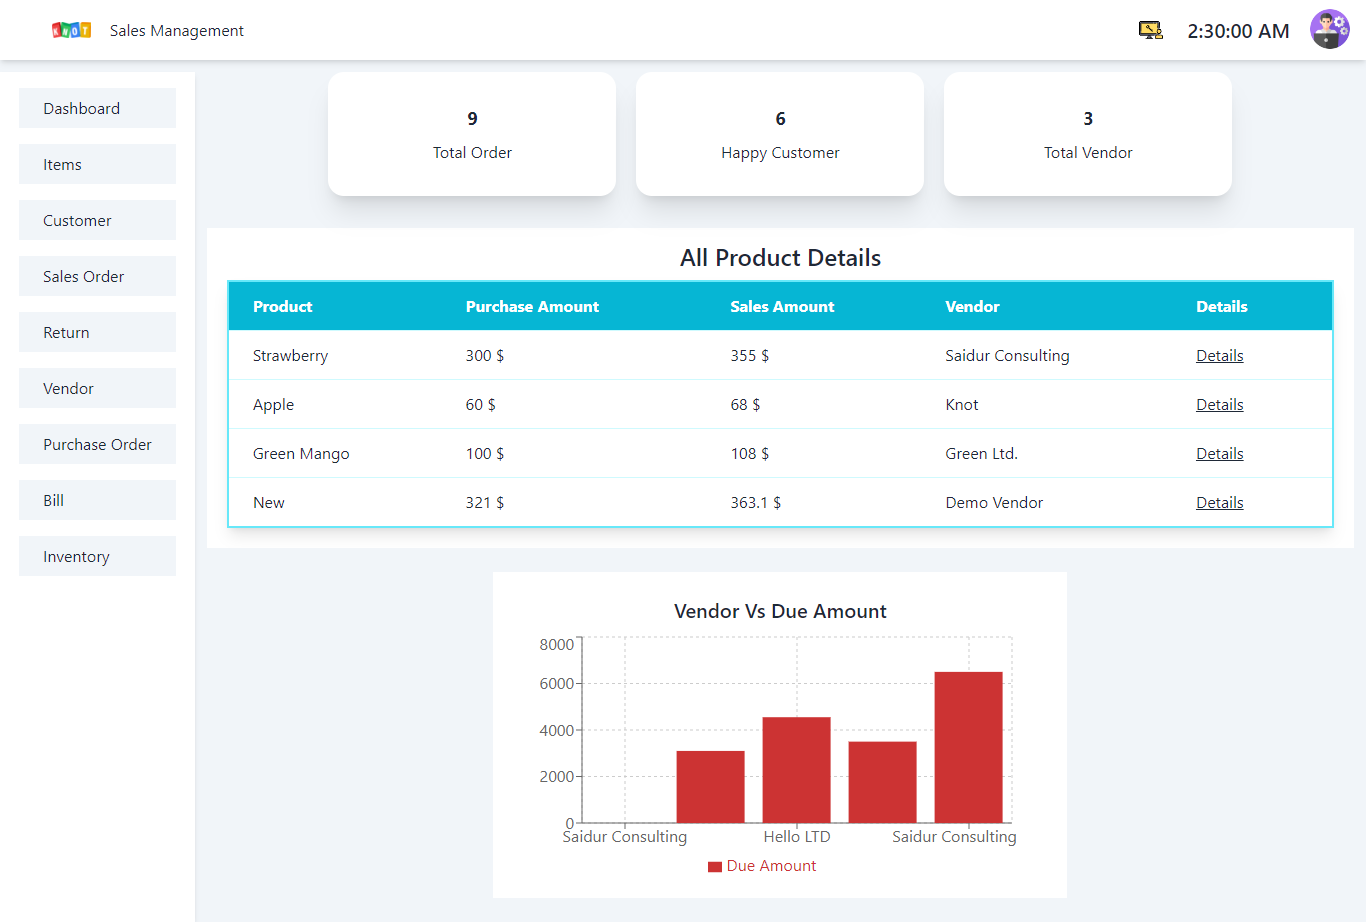 KNOT Sales Management 2:30:00 AM
Dashboard
Items
Customer
Sales Order
Return
Vendor
Purchase Order
Bill
Inventory
9
Total Order
6
Happy Customer
3
Total Vendor
All Product Details
Product Purchase Amount Sales Amount Vendor Details
Strawberry 300 $ 355 $ Saidur Consulting Details
Apple 60 $ 68 $ Knot Details
Green Mango 100 $ 108 $ Green Ltd. Details
New 321 $ 363.1 $ Demo Vendor Details
Vendor Vs Due Amount
8000
6000
4000
2000
0
Saidur Consulting Hello LTD Saidur Consulting
Due Amount